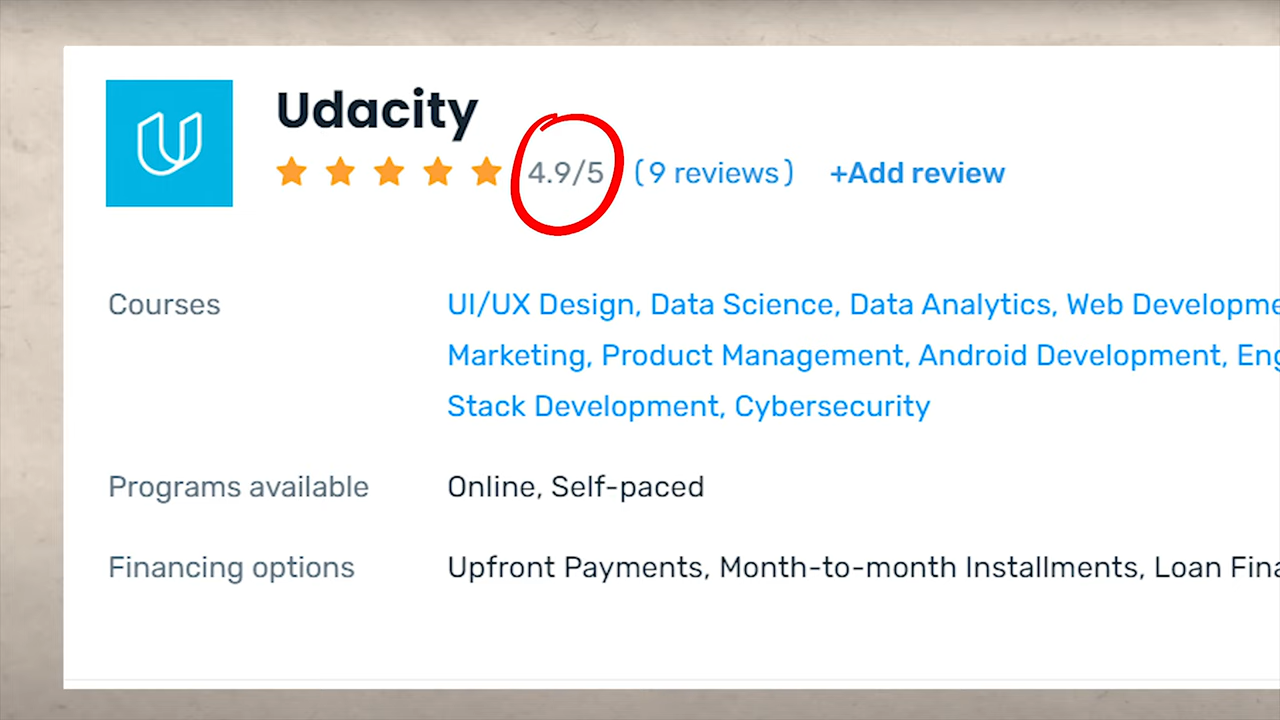 Udacity
4.9/5 (9 reviews) +Add review
Courses UI/UX Design, Data Science, Data Analytics, Web Developme
Marketing, Product Management, Android Development, Eng
Stack Development, Cybersecurity
Programs available Online, Self-paced
Financing options Upfront Payments, Month-to-month Installments, Loan Fina